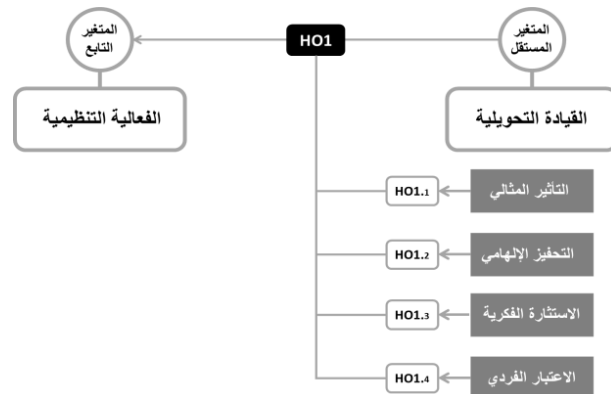 المتغير
المستقل
HO1
المتغير
التابع
القيادة التحويلية
الفعالية التنظيمية
التأثير المثالي
HO1.1
التحفيز الإلهامي
HO1.2
الاستثارة الفكرية
HO1.3
الاعتبار الفردي
HO1.4